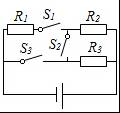 R₁ S₁ R₂
S₂
S₃ R₃